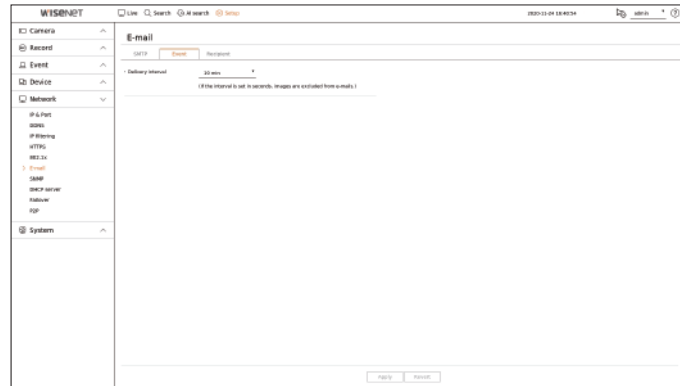 WISENET
Live Search AI search Setup 2020-11-24 18:40:54 admin
Camera
Record
Event
Device
Network
IP & Port
DDNS
IP filtering
HTTPS
802.1x
E-mail
SNMP
DHCP server
Failover
P2P
System
E-mail
SMTP Event Recipient
Delivery interval 10 min
(If the interval is set in seconds, images are excluded from e-mails.)
Apply Revert